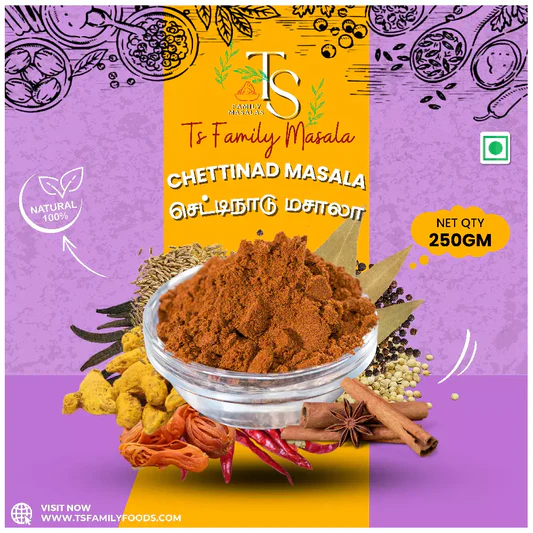 TS
FAMILY
MASALAS
Ts Family Masala
CHETTINAD MASALA
செட்டிநாடு மசாலா
NATURAL
100%
NET QTY
250GM
VISIT NOW
WWW.TSFAMILYFOODS.COM